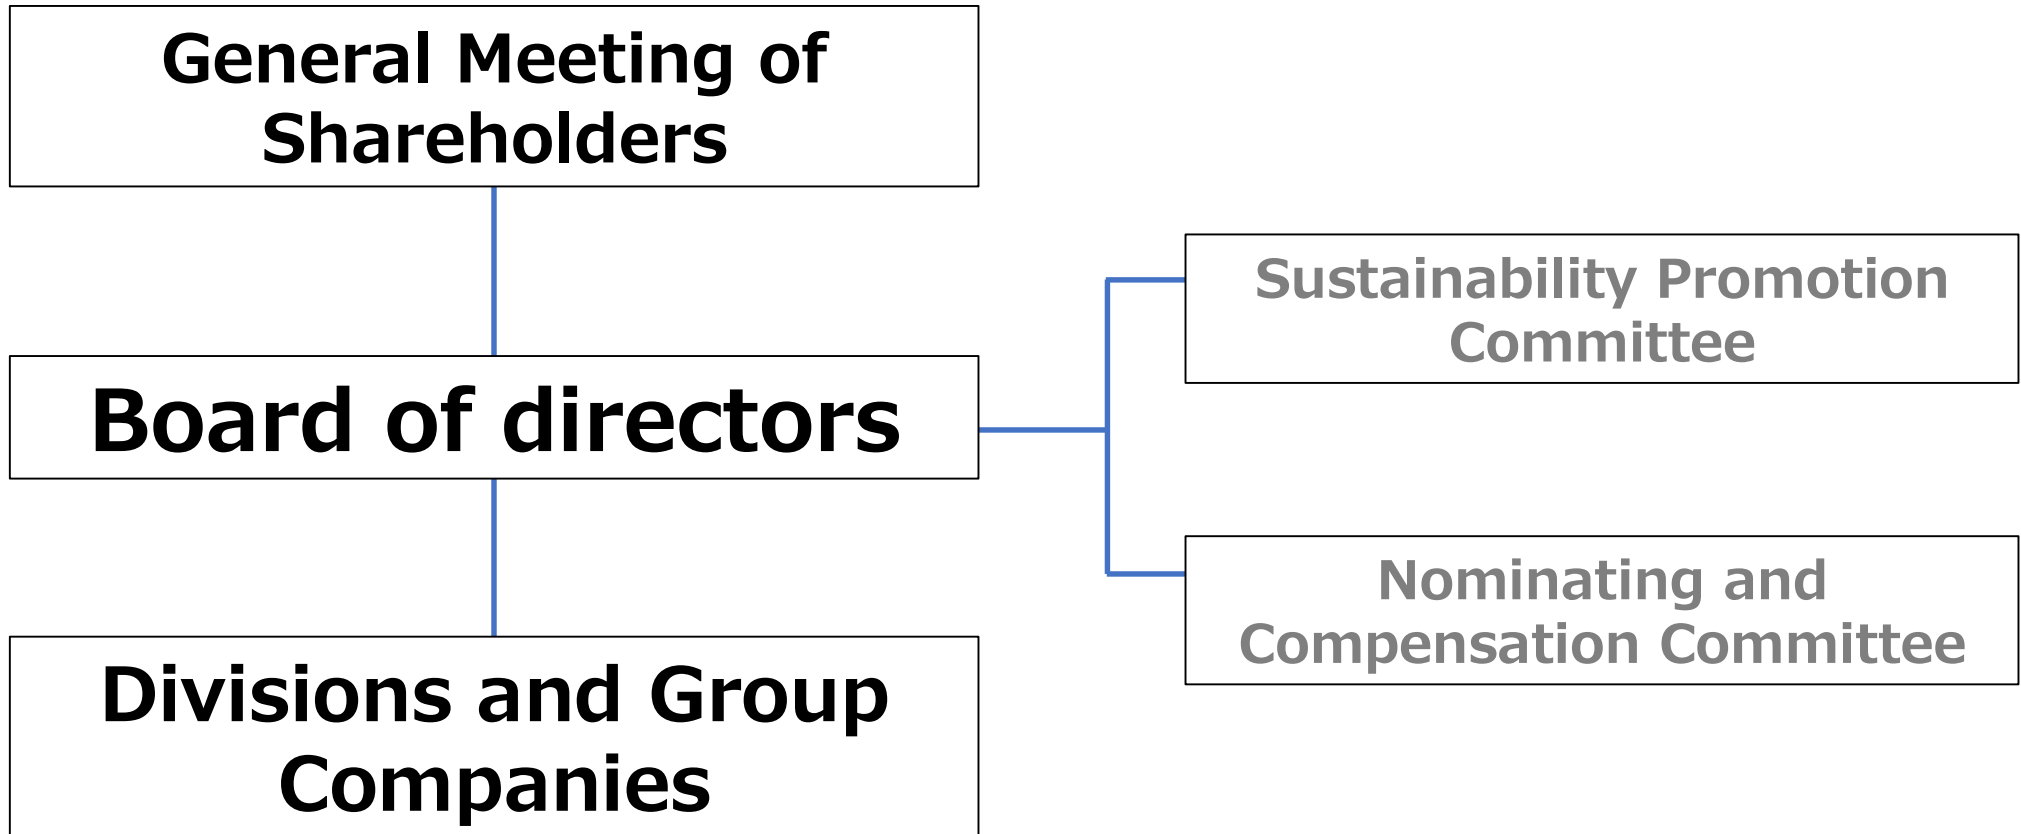 General Meeting of
Shareholders
Sustainability Promotion
Committee
Board of directors
Nominating and
Compensation Committee
Divisions and Group
Companies